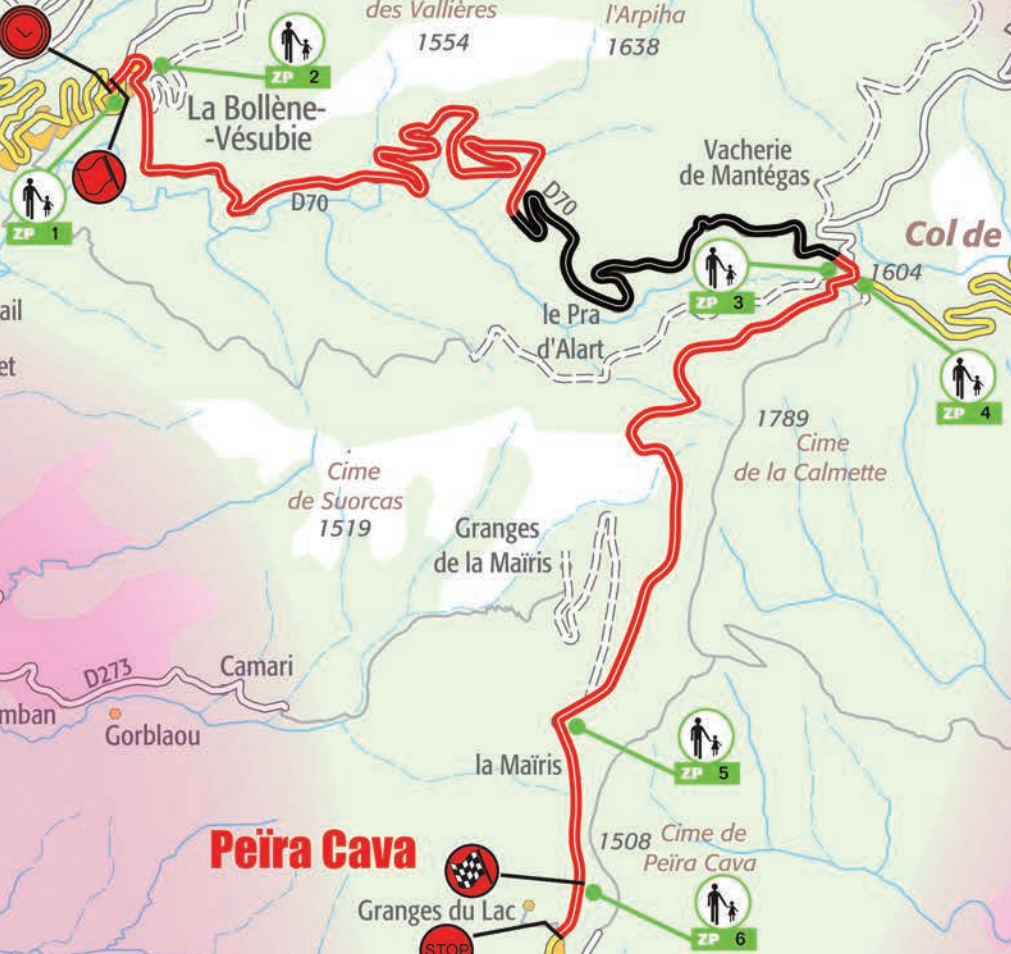 des Vallières
1554
l'Arpiha
1638
ZP 2
La Bollène-
-Vésubie
ZP 1
D70
D70
Vacherie
de Mantégas
Col de
1604
ZP 3
le Pra
d'Alart
ail
et
ZP 4
1789
Cime
de la Calmette
Cime
de Suorcas
1519
Granges
de la Maïris
D273
Camari
mban
Gorblaou
la Maïris
ZP 5
Peïra Cava
1508
Cime de
Peïra Cava
Granges du Lac
STOP
ZP 6